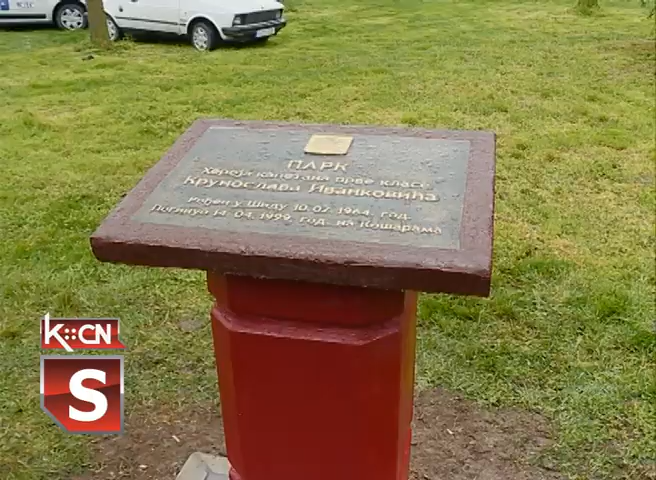 ПАРК
Хероја капетана прве класе
Крунослава Иванковића
рођен у Шиду 10.02.1964. год.
Погинуо 14.04.1999. год. на Кошарама
K::CN
S